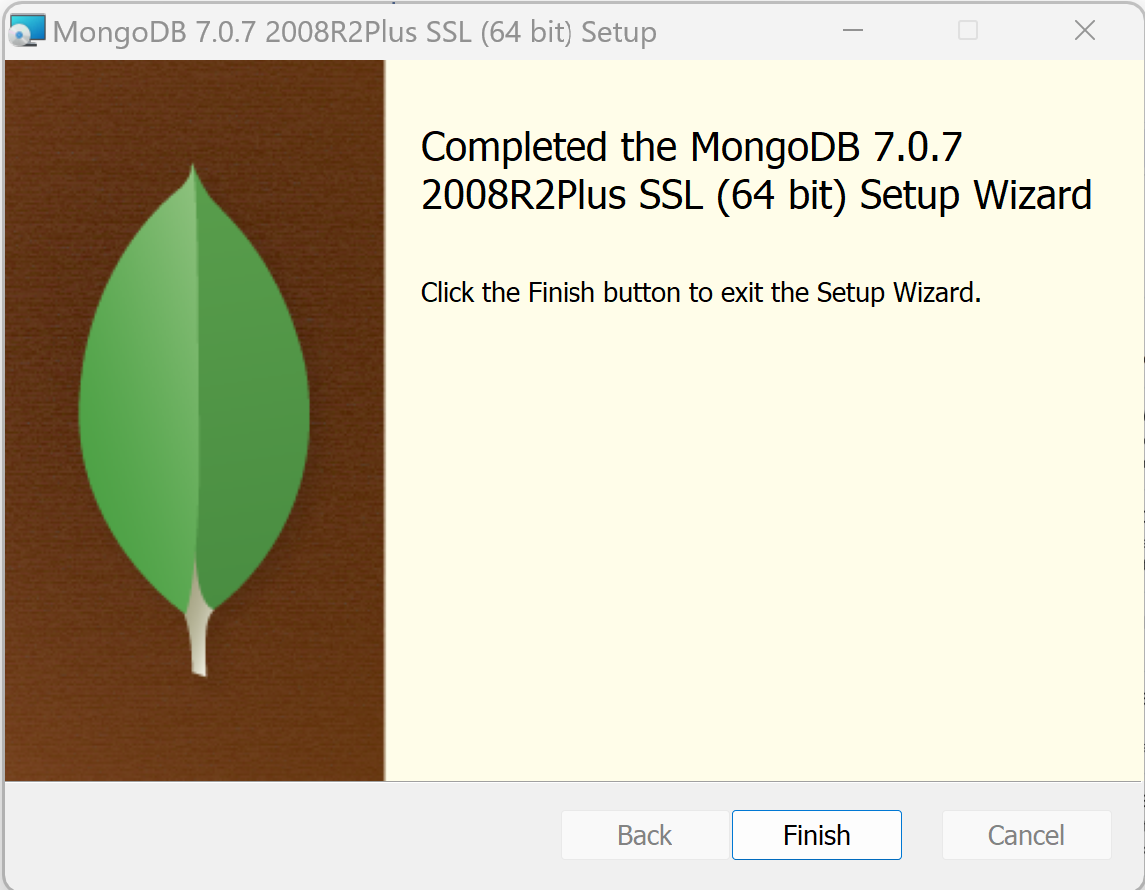 MongoDB 7.0.7 2008R2Plus SSL (64 bit) Setup
Completed the MongoDB 7.0.7
2008R2Plus SSL (64 bit) Setup Wizard
Click the Finish button to exit the Setup Wizard.
Back Finish Cancel